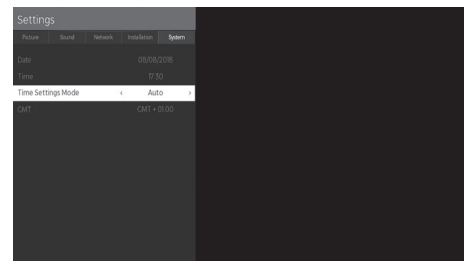 Settings
Picture Sound Network Installation System
Date 08/08/2018
Time 17:30
Time Settings Mode ‹ Auto ›
GMT GMT + 01:00